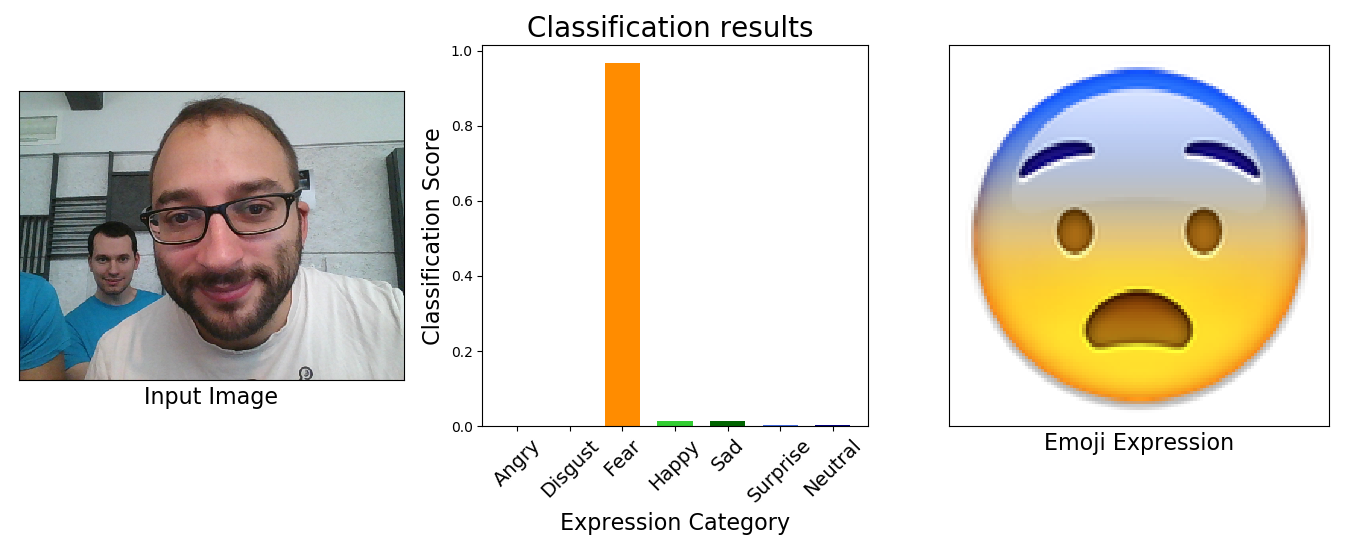 Classification results
1.0
0.8
0.6
0.4
0.2
0.0
Classification Score
Angry
Disgust
Fear
Happy
Sad
Surprise
Neutral
Expression Category
Input Image
Emoji Expression